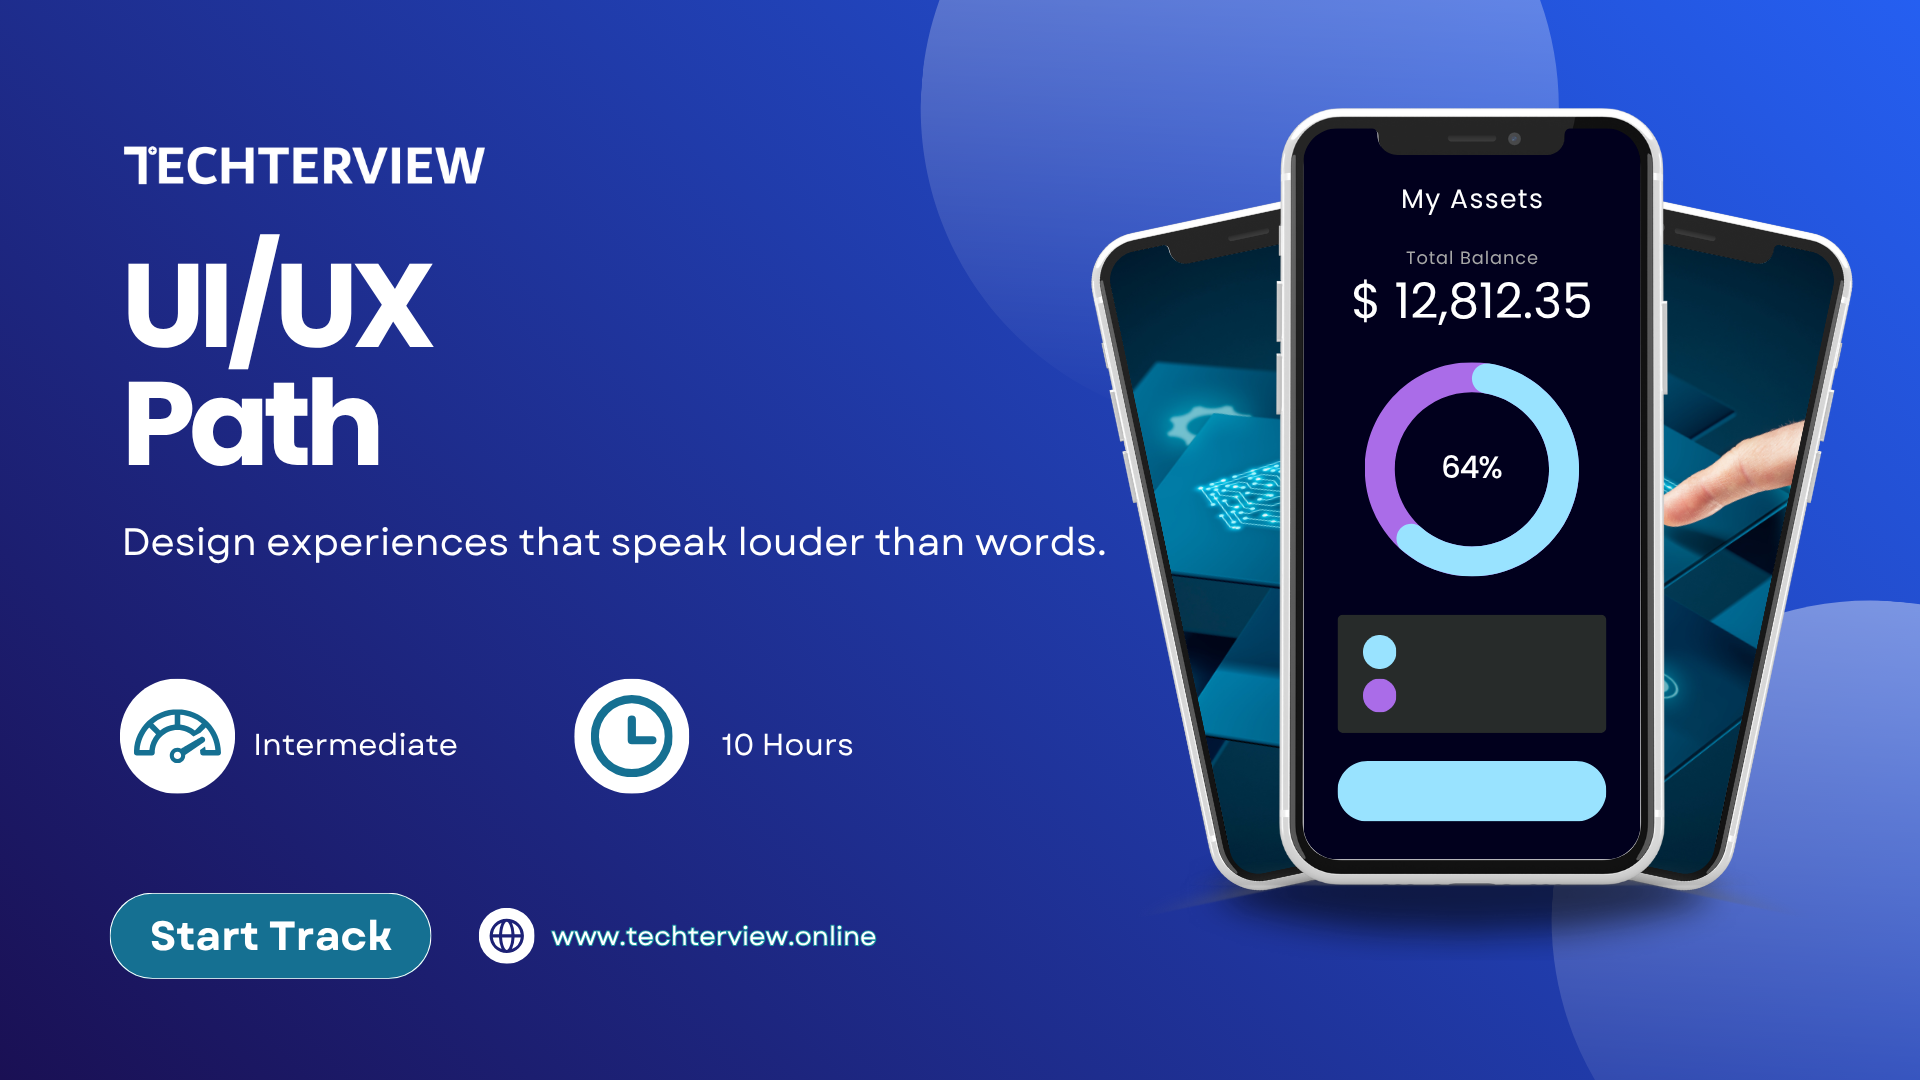 TECHTERVIEW
UI/UX
Path
Design experiences that speak louder than words.
Intermediate
10 Hours
Start Track
www.techterview.online
My Assets
Total Balance
$ 12,812.35
64%